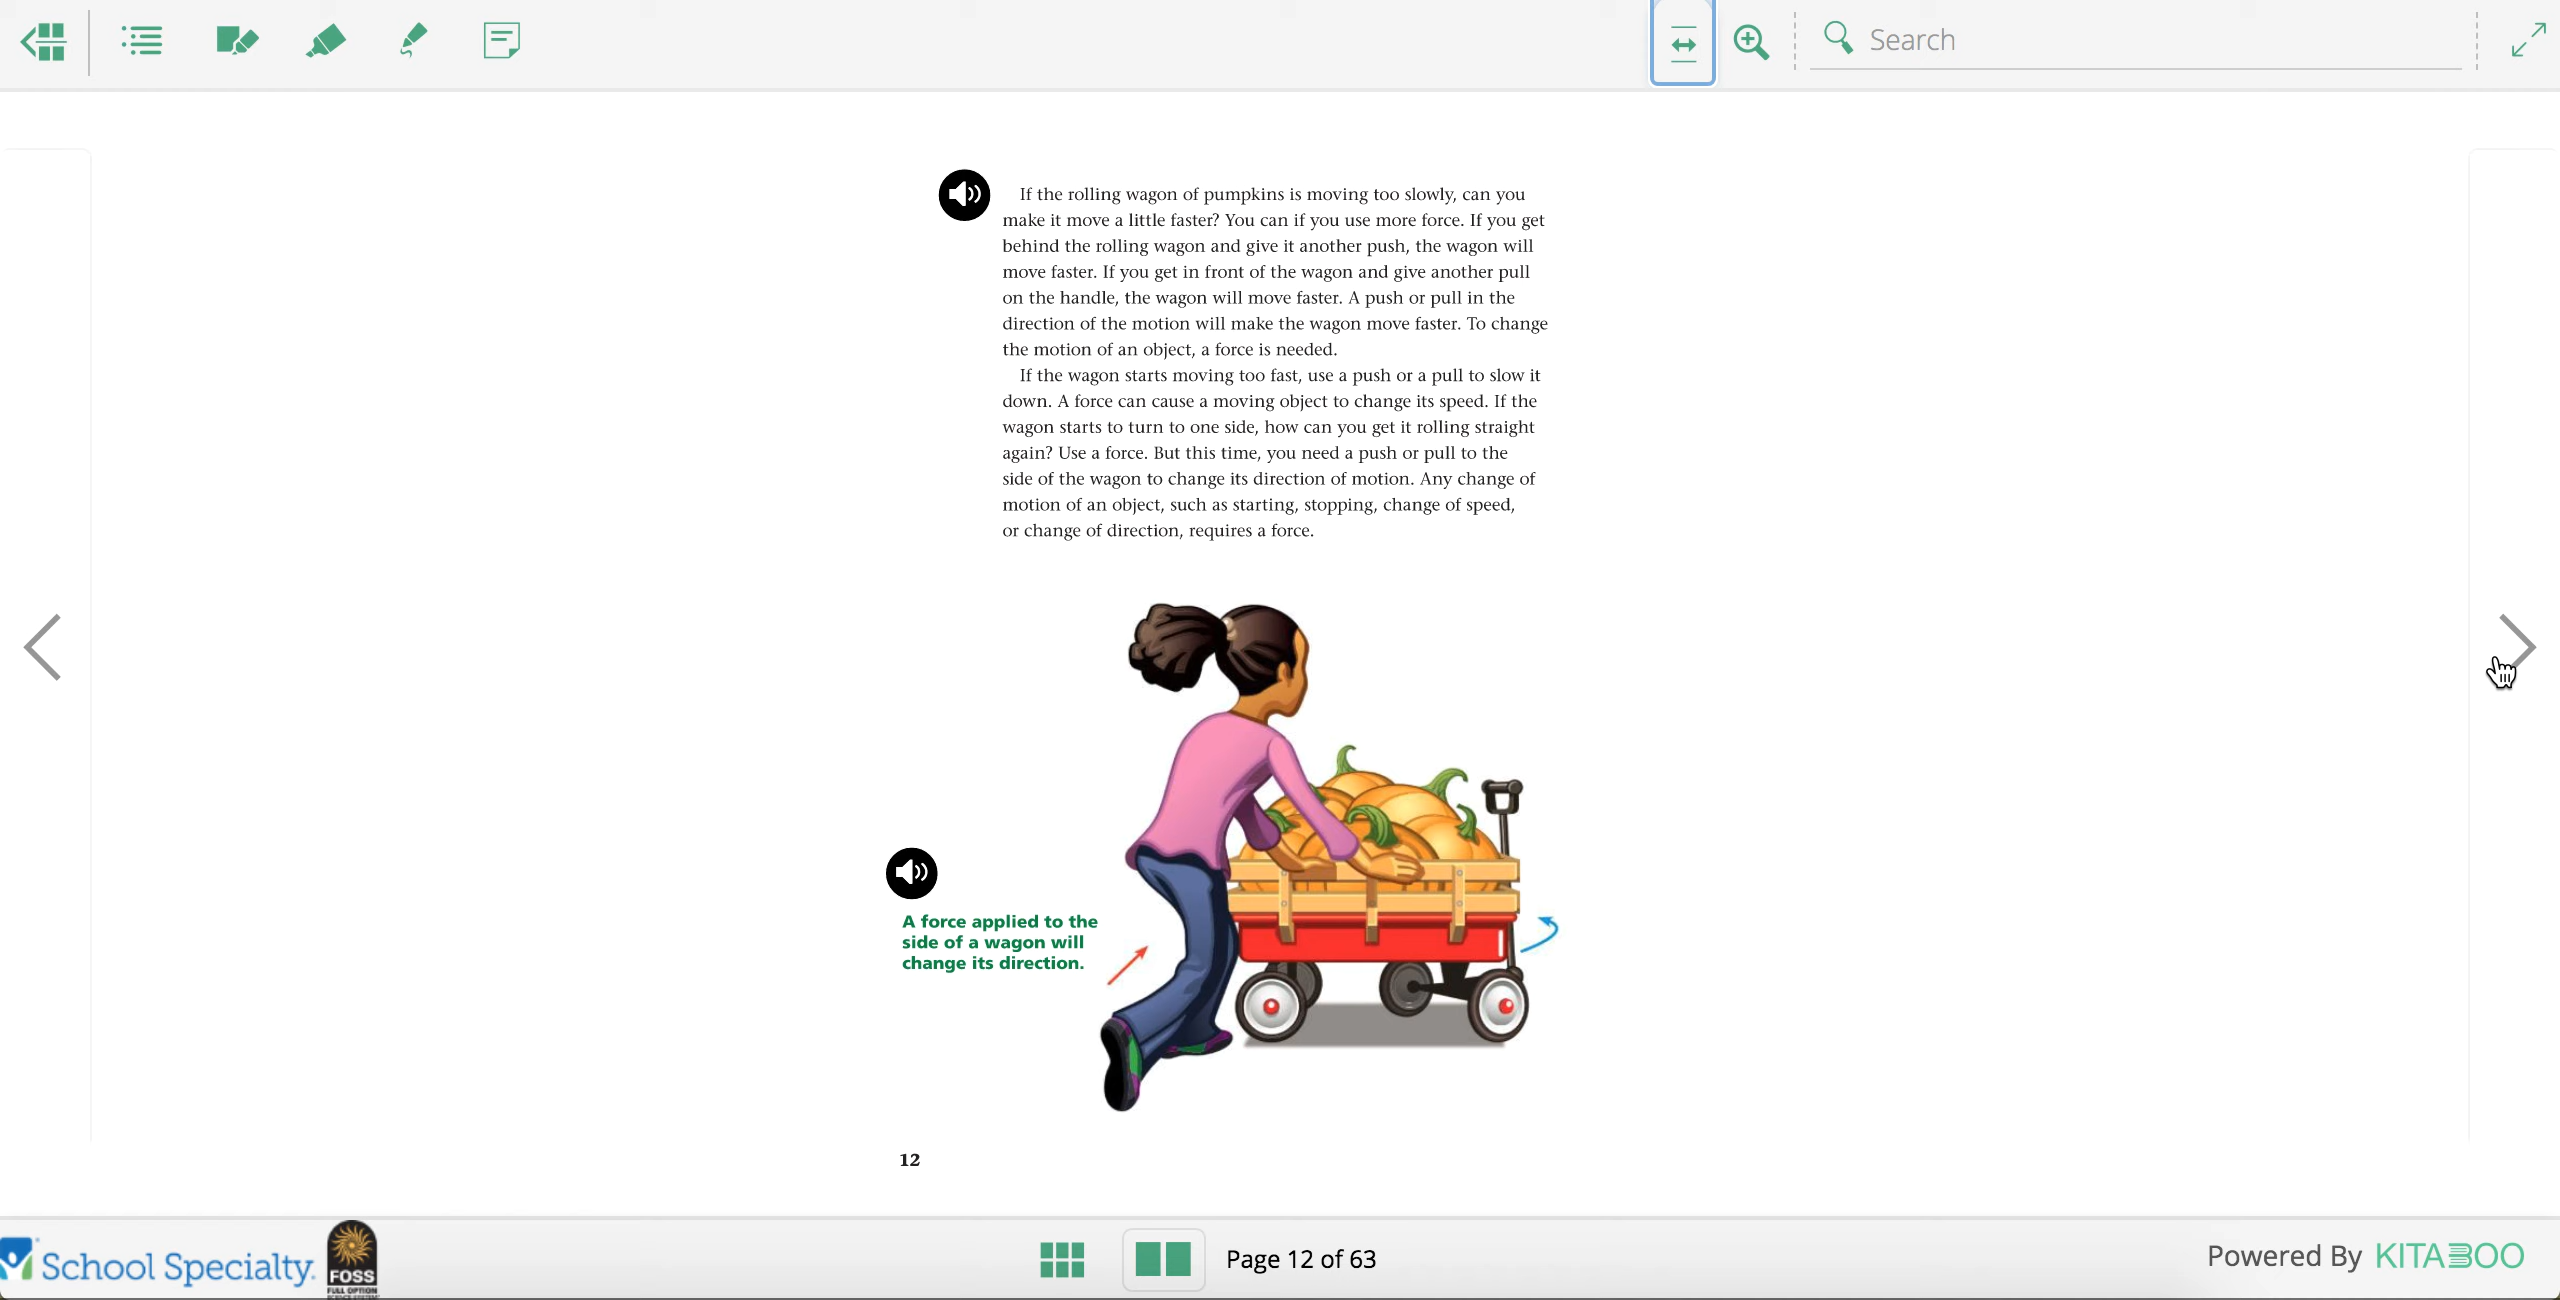 Search
If the rolling wagon of pumpkins is moving too slowly, can you
make it move a little faster? You can if you use more force. If you get
behind the rolling wagon and give it another push, the wagon will
move faster. If you get in front of the wagon and give another pull
on the handle, the wagon will move faster. A push or pull in the
direction of the motion will make the wagon move faster. To change
the motion of an object, a force is needed.
If the wagon starts moving too fast, use a push or a pull to slow it
down. A force can cause a moving object to change its speed. If the
wagon starts to turn to one side, how can you get it rolling straight
again? Use a force. But this time, you need a push or pull to the
side of the wagon to change its direction of motion. Any change of
motion of an object, such as starting, stopping, change of speed,
or change of direction, requires a force.
A force applied to the
side of a wagon will
change its direction.
12
School Specialty.
FOSS
FULL OPTION
Page 12 of 63
Powered By KITABOO